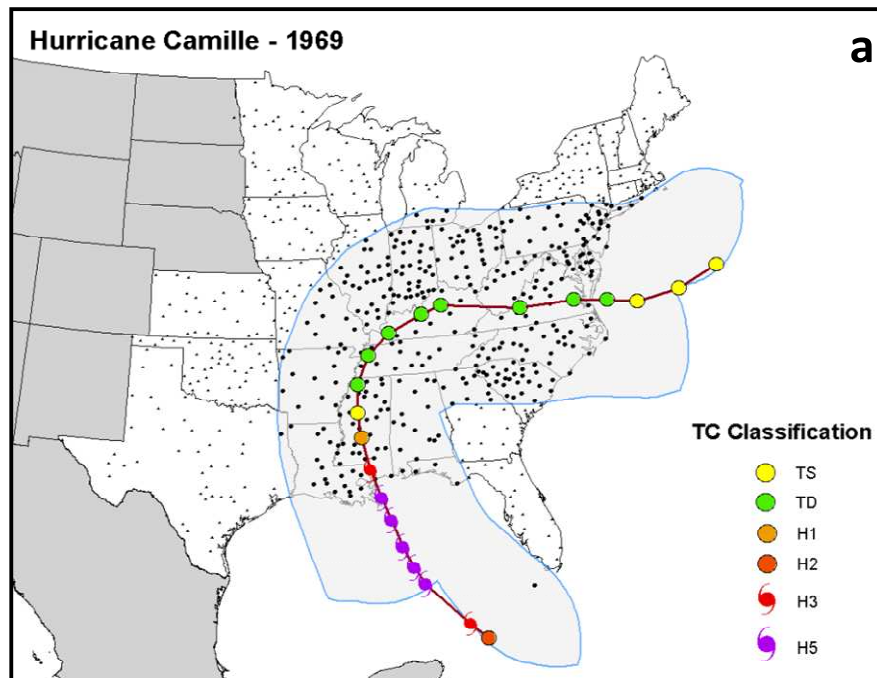 Hurricane Camille - 1969
a
TC Classification
TS
TD
H1
H2
H3
H5